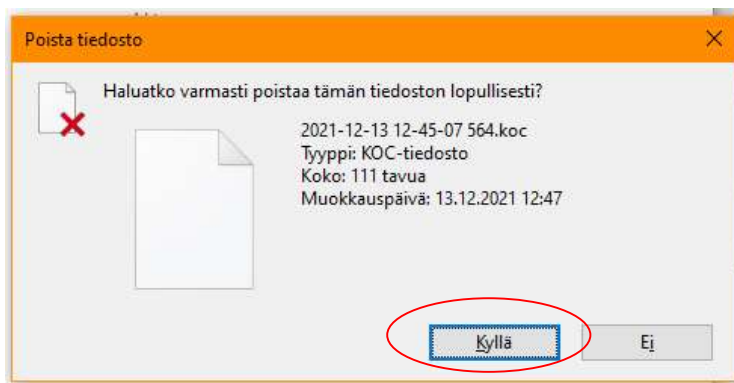 Poista tiedosto
Haluatko varmasti poistaa tämän tiedoston lopullisesti?
2021-12-13 12-45-07 564.koc
Tyyppi: KOC-tiedosto
Koko: 111 tavua
Muokkauspäivä: 13.12.2021 12:47
Kyllä Ei